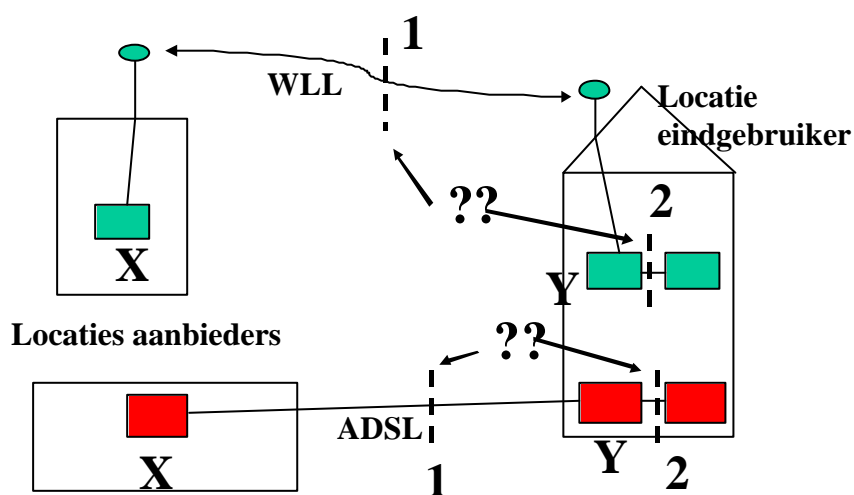 1
WLL
Locatie
eindgebruiker
??
2
X
Y
Locaties aanbieders
??
ADSL
X
1
Y
2